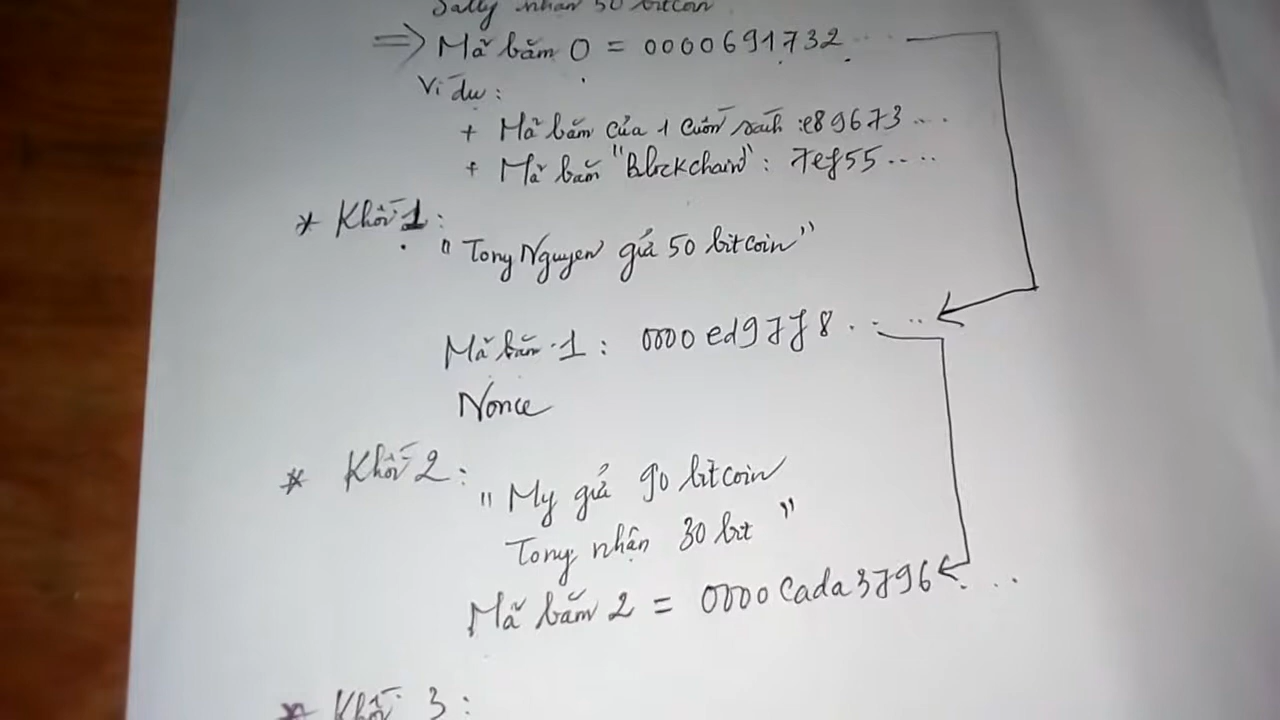 Sally nhận 50 bitcoin
=> Mã băm 0 = 0000691732...
Ví dụ:
+ Mã băm của 1 cuốn sách: e89673...
+ Mã băm "Blockchain": 7ef55....
* Khối 1:
"Tony Nguyen gửi 50 bitcoin"
Mã băm 1: 0000ed97f8....
Nonce
* Khối 2:
"My gửi 90 bitcoin
Tony nhận 30 bit"
Mã băm 2 = 0000cada3796...
* Khối 3: